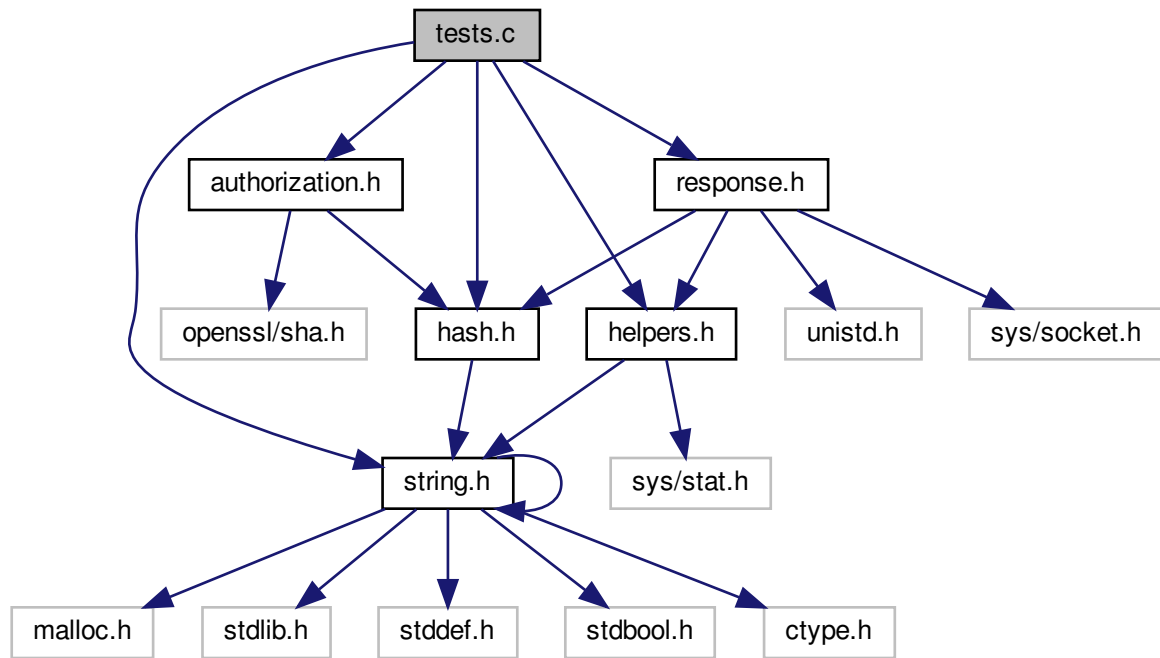 tests.c
authorization.h
response.h
openssl/sha.h
hash.h
helpers.h
unistd.h
sys/socket.h
string.h
sys/stat.h
malloc.h
stdlib.h
stddef.h
stdbool.h
ctype.h